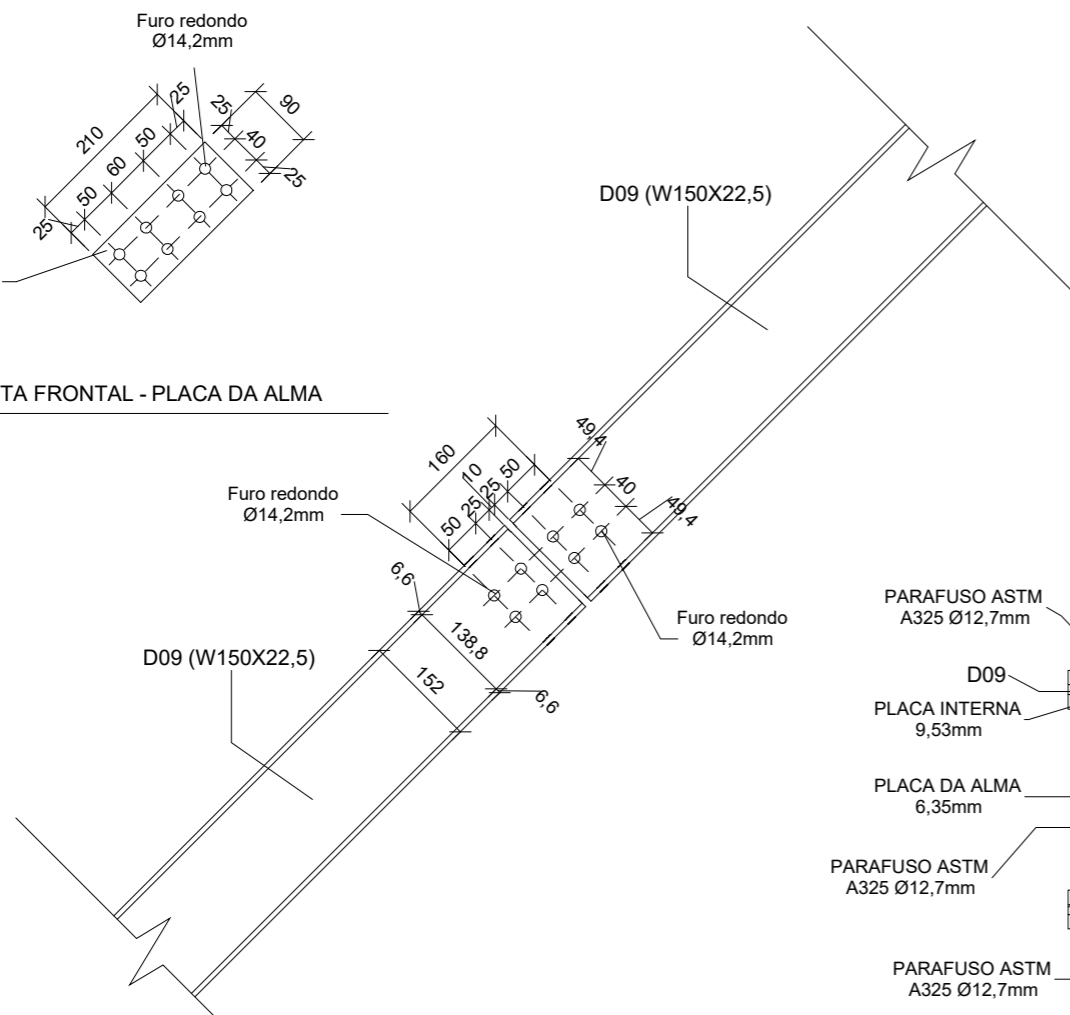 Furo redondo
Ø14,2mm
210
25
50
60
50
25
25
40
25
90
TA FRONTAL - PLACA DA ALMA
D09 (W150X22,5)
160
10
50
25
25
50
49,4
40
49,4
Furo redondo
Ø14,2mm
Furo redondo
Ø14,2mm
6,6
138,8
6,6
152
D09 (W150X22,5)
PARAFUSO ASTM
A325 Ø12,7mm
D09
PLACA INTERNA
9,53mm
PLACA DA ALMA
6,35mm
PARAFUSO ASTM
A325 Ø12,7mm
PARAFUSO ASTM
A325 Ø12,7mm